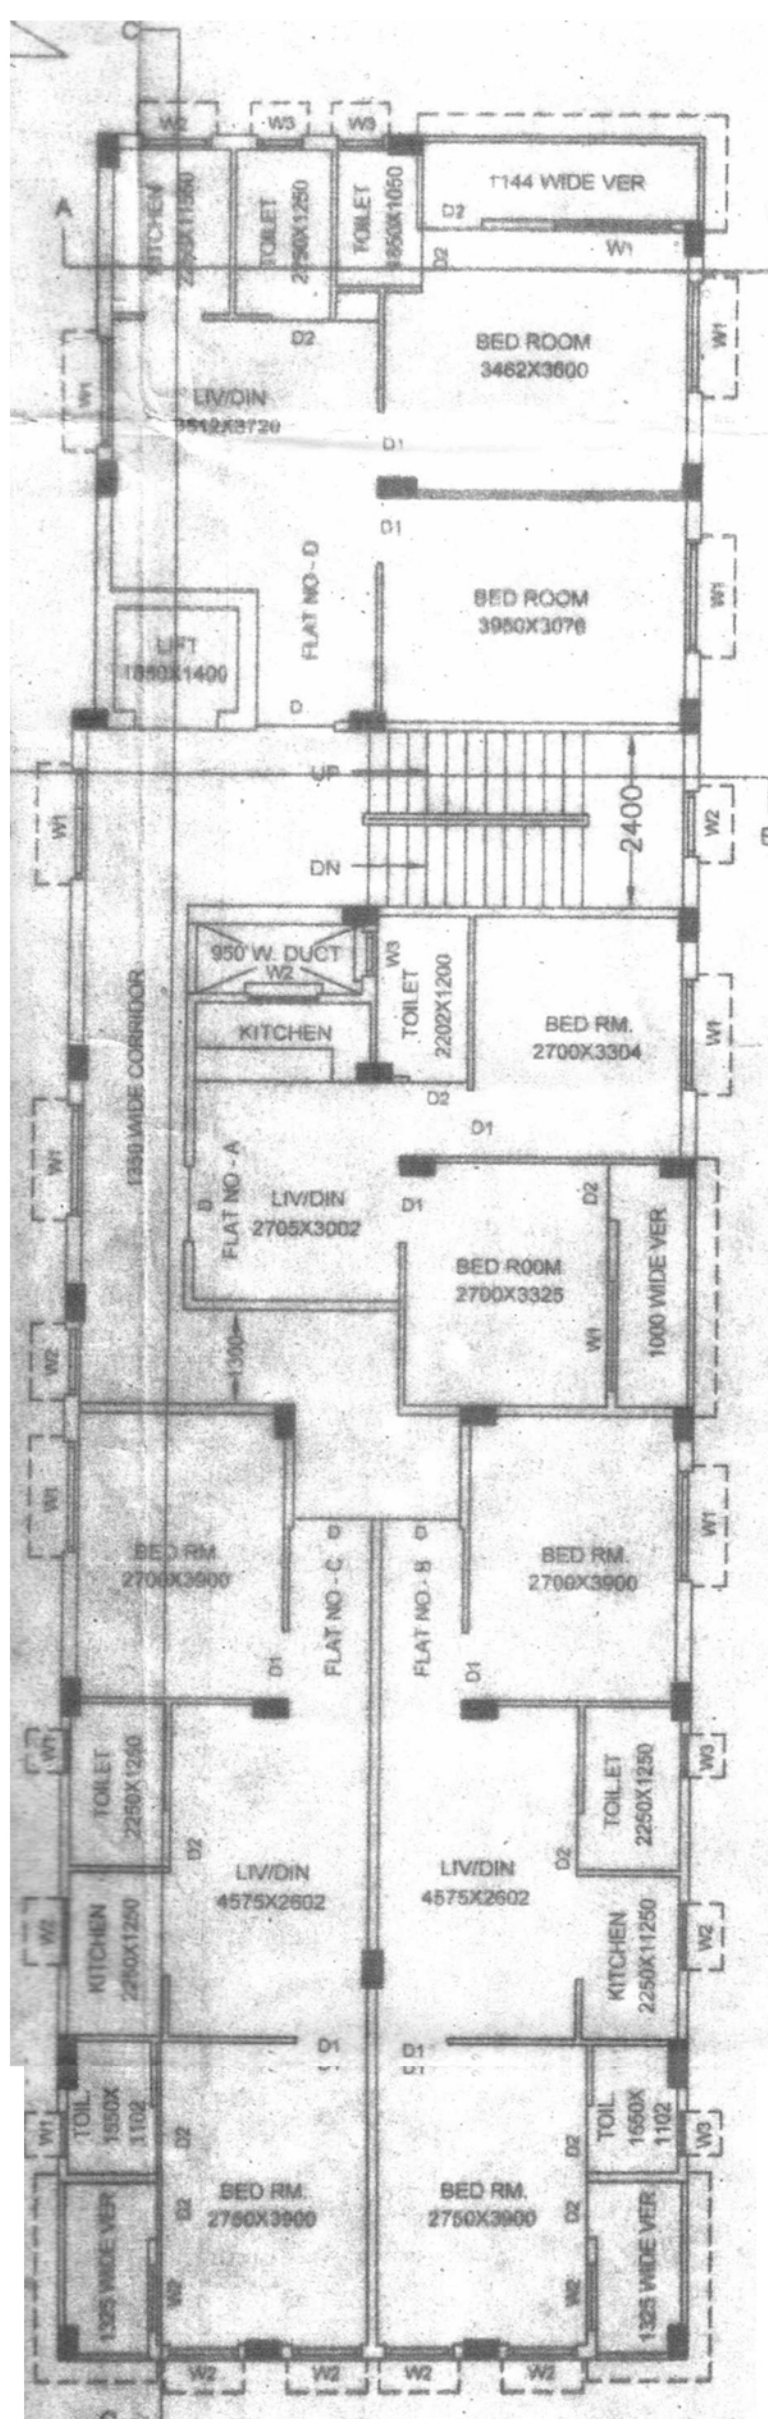 C
W2
W3
W3
KITCHEN
TOILET
2250X1250
TOILET
1850X1050
1144 WIDE VER
D2
A
W1
D2
D2
BED ROOM
3462X3600
W1
W1
LIV/DIN
3512X3720
D1
D1
FLAT NO - D
BED ROOM
3950X3076
W1
LIFT
1850X1400
D
UP
2400
W1
W2
DN
950 W. DUCT
W2
W3
TOILET
2202X1200
KITCHEN
BED RM.
2700X3304
W1
1350 WIDE CORRIDOR
D2
D1
W1
D
FLAT NO - A
LIV/DIN
2705X3002
D1
D2
BED ROOM
2700X3325
W1
1000 WIDE VER
1300
W2
W1
BED RM
2700X3900
D
D
BED RM.
2700X3900
W1
FLAT NO - C
FLAT NO - B
D1
D1
W1
TOILET
2250X1250
D2
TOILET
2250X1250
W3
D2
LIV/DIN
4575X2602
LIV/DIN
4575X2602
W2
KITCHEN
2250X1250
KITCHEN
2250X11250
W2
D1
D1
W1
TOIL.
1550X
1102
D2
D2
TOIL.
1550X
1102
W3
BED RM.
2750X3900
BED RM.
2750X3900
D2
D2
1325 WIDE VER
W2
W2
1325 WIDE VER
W2
W2
W2
W2